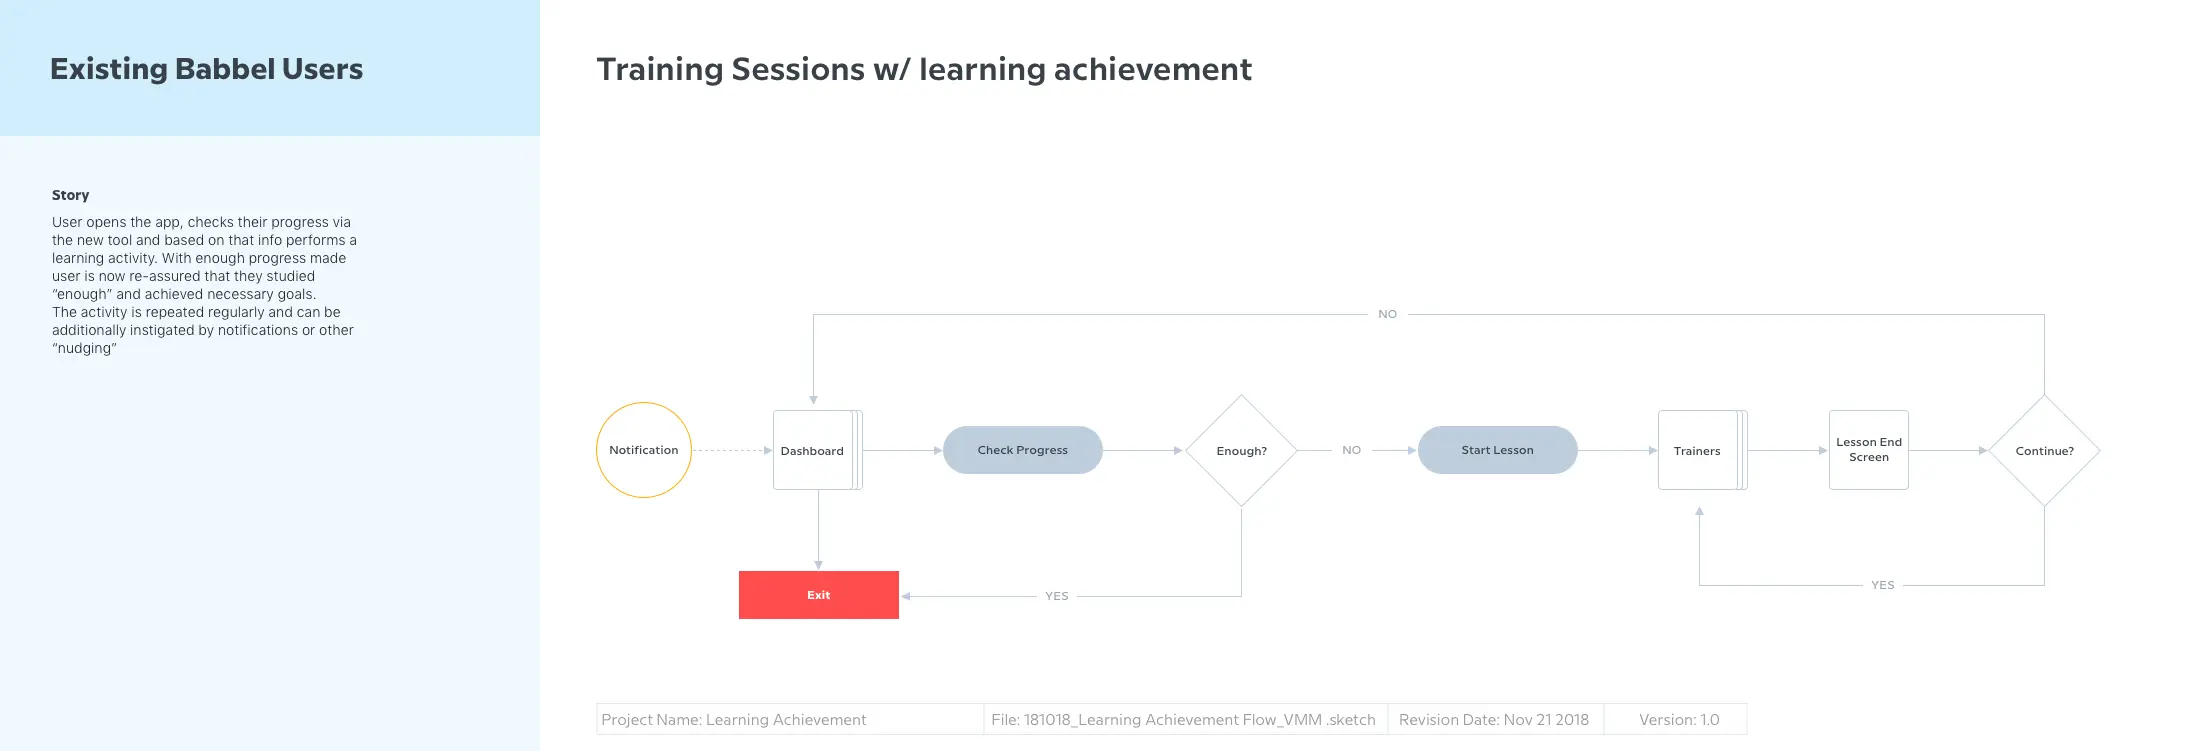 Existing Babbel Users
Training Sessions w/ learning achievement
Story
User opens the app, checks their progress via
the new tool and based on that info performs a
learning activity. With enough progress made
user is now re-assured that they studied
“enough” and achieved necessary goals.
The activity is repeated regularly and can be
additionally instigated by notifications or other
“nudging”
NO
Notification
Dashboard
Check Progress
Enough?
NO
Start Lesson
Trainers
Lesson End
Screen
Continue?
Exit
YES
YES
Project Name: Learning Achievement
File: 181018_Learning Achievement Flow_VMM .sketch
Revision Date: Nov 21 2018
Version: 1.0